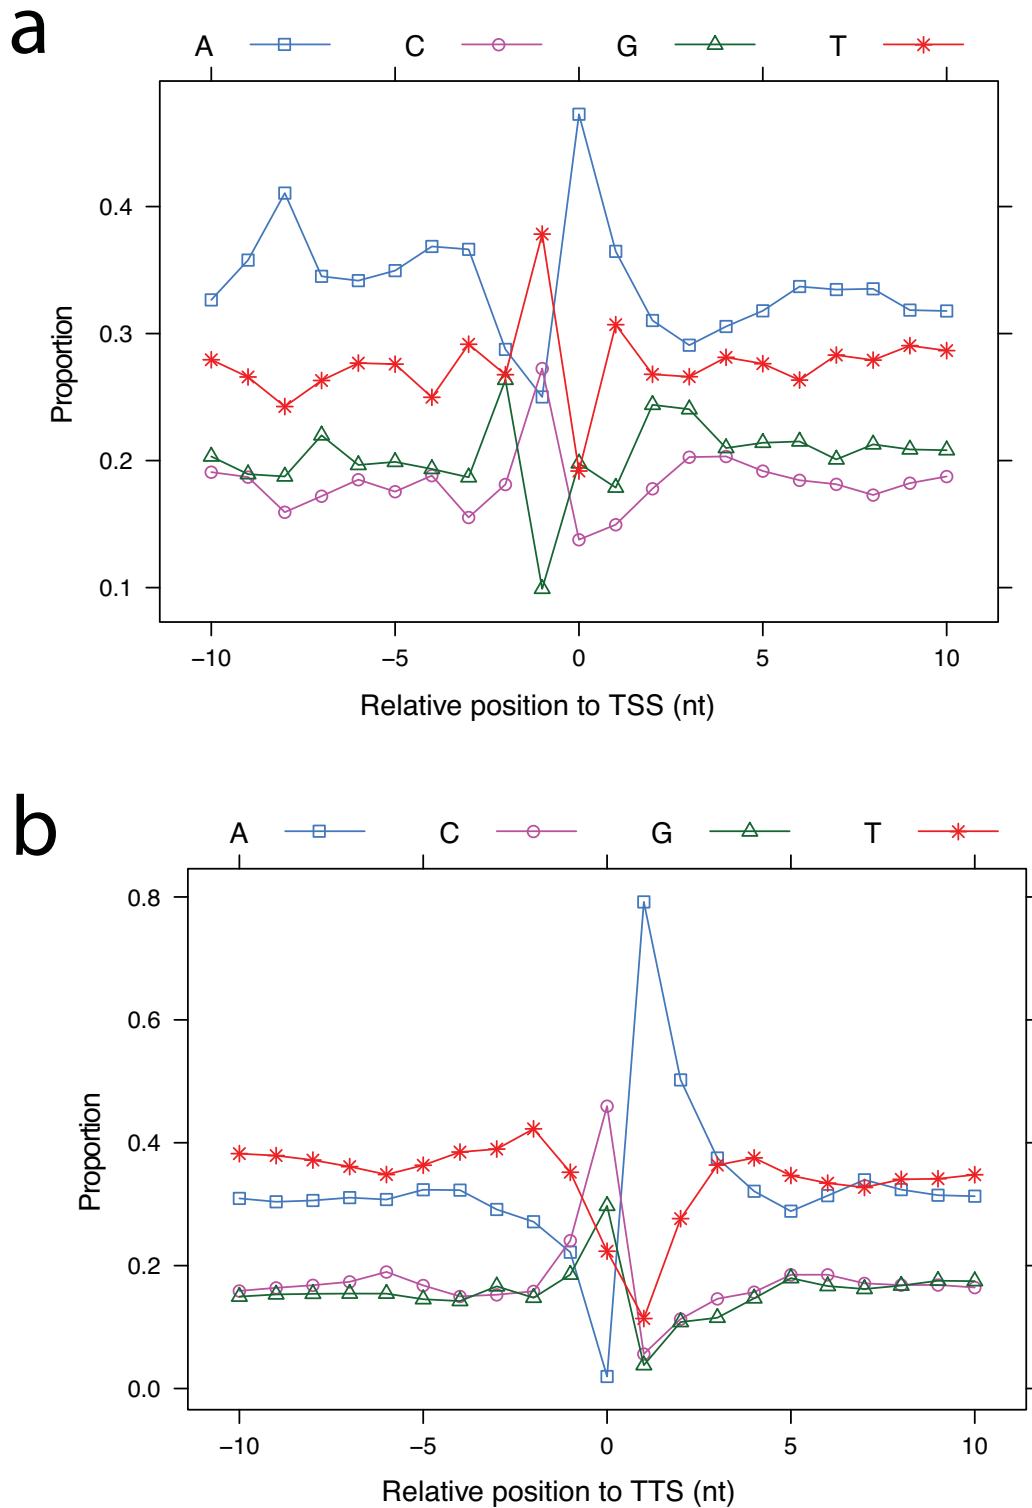 a
A C G T
0.4
0.3
0.2
0.1
Proportion
−10 −5 0 5 10
Relative position to TSS (nt)
b
A C G T
0.8
0.6
0.4
0.2
0.0
Proportion
−10 −5 0 5 10
Relative position to TTS (nt)